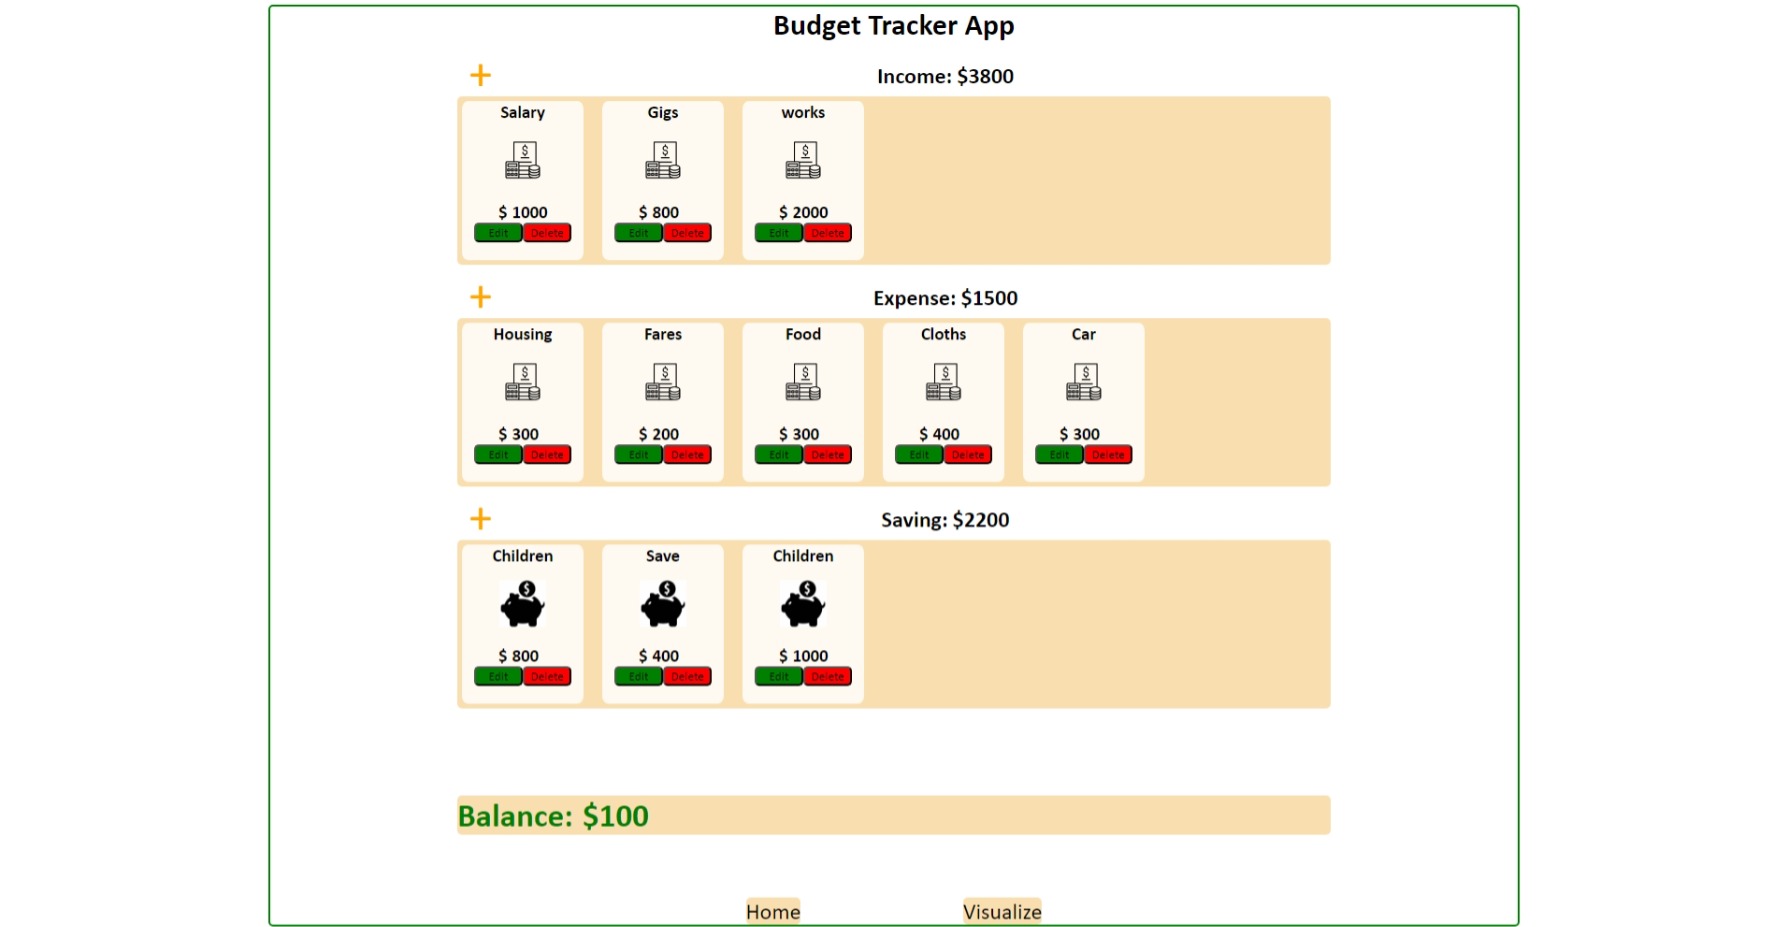 Budget Tracker App
+ Income: $3800
Salary Gigs works
$ $ $
$ 1000 $ 800 $ 2000
Edit Delete Edit Delete Edit Delete
+ Expense: $1500
Housing Fares Food Cloths Car
$ $ $ $ $
$ 300 $ 200 $ 300 $ 400 $ 300
Edit Delete Edit Delete Edit Delete Edit Delete Edit Delete
+ Saving: $2200
Children Save Children
$ $ $
$ 800 $ 400 $ 1000
Edit Delete Edit Delete Edit Delete
Balance: $100
Home Visualize